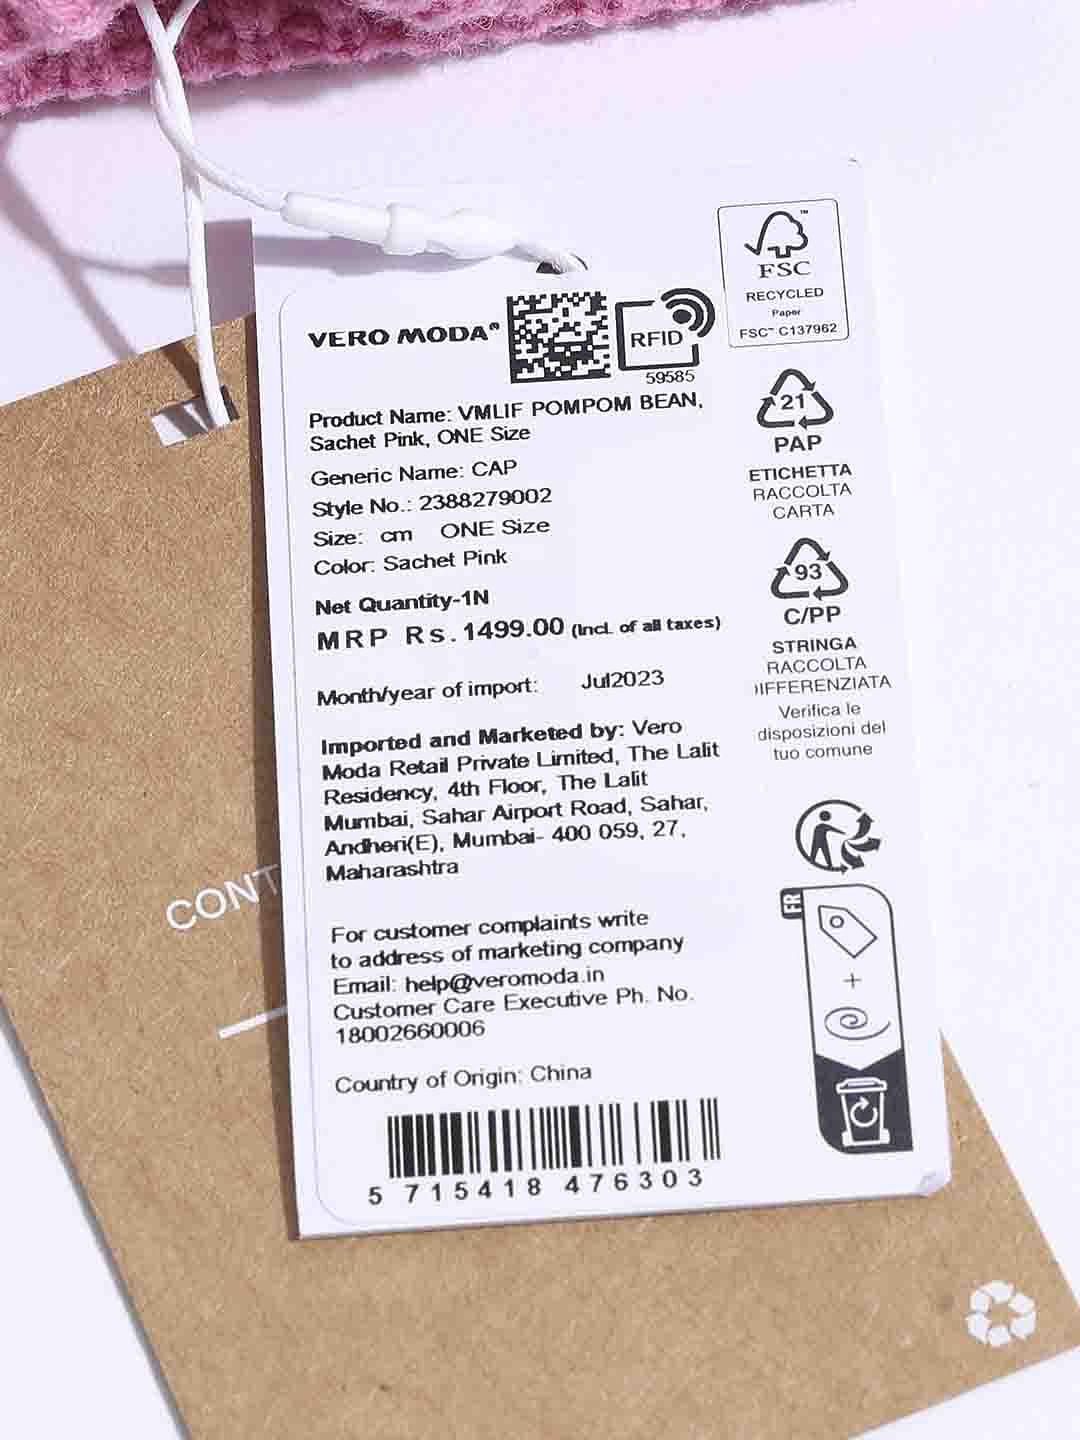 VERO MODA®
RFID
59585
Product Name: VMLIF POMPOM BEAN,
Sachet Pink, ONE Size
Generic Name: CAP
Style No.: 2388279002
Size: cm ONE Size
Color: Sachet Pink
Net Quantity-1N
MRP Rs.1499.00 (Incl. of all taxes)
Month/year of import: Jul2023
Imported and Marketed by: Vero
Moda Retail Private Limited, The Lalit
Residency, 4th Floor, The Lalit
Mumbai, Sahar Airport Road, Sahar,
Andheri(E), Mumbai- 400 059, 27,
Maharashtra
For customer complaints write
to address of marketing company
Email: help@veromoda.in
Customer Care Executive Ph. No.
18002660006
Country of Origin: China
5 715418 476303
™
FSC
RECYCLED
Paper
FSC™ C137962
21
PAP
ETICHETTA
RACCOLTA
CARTA
93
C/PP
STRINGA
RACCOLTA
DIFFERENZIATA
Verifica le
disposizioni del
tuo comune
FR
+
CONT